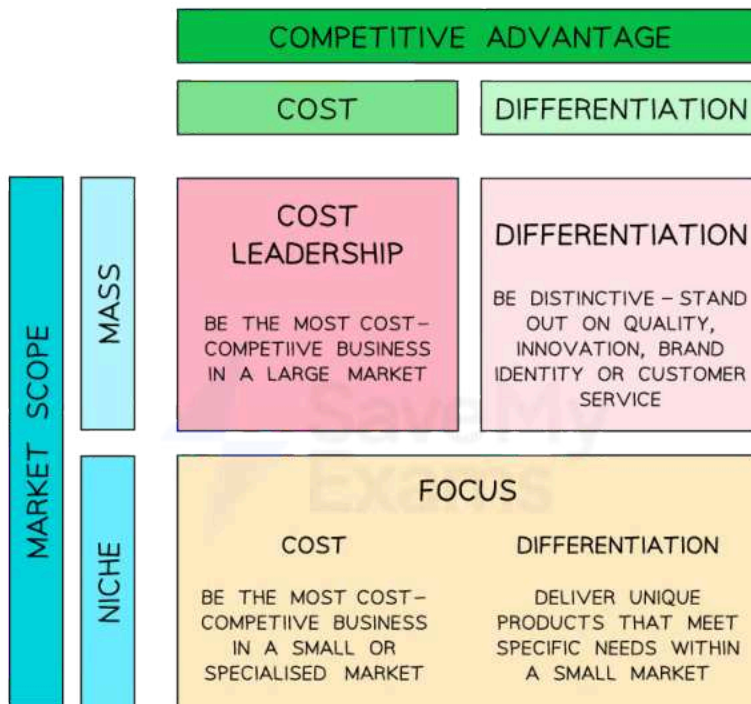 COMPETITIVE ADVANTAGE
COST
DIFFERENTIATION
MARKET SCOPE
MASS
COST
LEADERSHIP
BE THE MOST COST-
COMPETIIVE BUSINESS
IN A LARGE MARKET
DIFFERENTIATION
BE DISTINCTIVE – STAND
OUT ON QUALITY,
INNOVATION, BRAND
IDENTITY OR CUSTOMER
SERVICE
SaveMy
Exams
NICHE
FOCUS
COST
BE THE MOST COST-
COMPETIIVE BUSINESS
IN A SMALL OR
SPECIALISED MARKET
DIFFERENTIATION
DELIVER UNIQUE
PRODUCTS THAT MEET
SPECIFIC NEEDS WITHIN
A SMALL MARKET